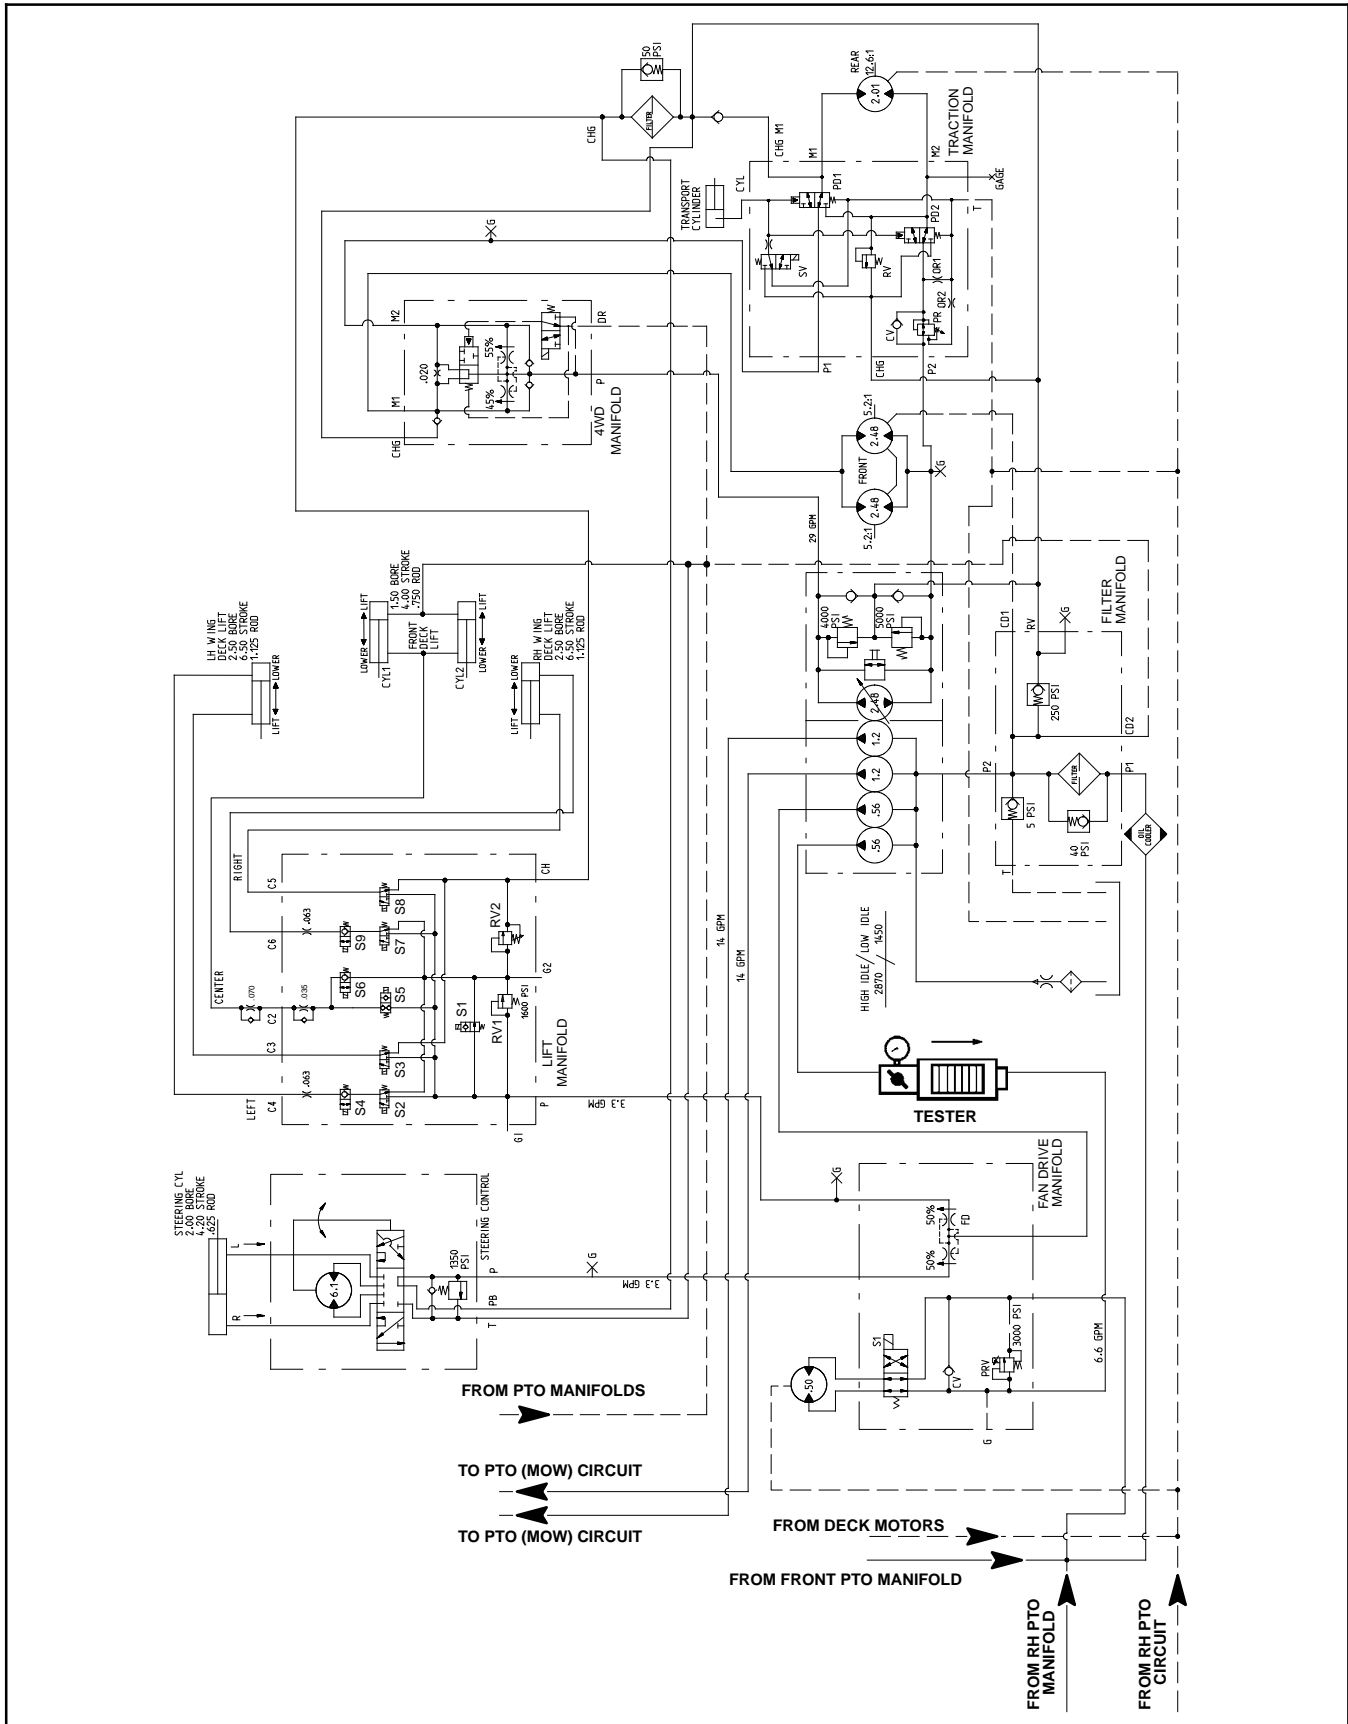 50
PSI
FILTER
CHG
CHG M1
REAR
12.6:1
2.01
M1
M2
TRACTION
MANIFOLD
GAGE
TRANSPORT
CYLINDER
CYL
PD1
PD2
T
SV
RV
OR1
OR2
PR
CV
P1
CHG
P2
G
M2
DR
.020
55%
45%
M1
P
CHG
4WD
MANIFOLD
5.2:1
2.48
FRONT
2.48
5.2:1
G
29 GPM
LH WING
DECK LIFT
2.50 BORE
6.50 STROKE
1.125 ROD
LOWER
LIFT
1.50 BORE
4.00 STROKE
.750 ROD
LIFT
LOWER
CYL1
FRONT
DECK
LIFT
LIFT
LOWER
CYL2
RH WING
DECK LIFT
2.50 BORE
6.50 STROKE
1.125 ROD
LOWER
LIFT
4000
PSI
5000
PSI
2.48
1.2
1.2
.56
.56
CD1
RV
G
FILTER
MANIFOLD
250 PSI
CD2
P2
P1
FILTER
5 PSI
40
PSI
T
OIL
COOLER
RIGHT
C5
C6
.063
S8
S9
S7
CH
RV2
CENTER
.070
.035
C2
S6
S5
G2
S1
RV1
1600 PSI
LIFT
MANIFOLD
C3
S3
LEFT
C4
.063
S4
S2
P
G1
3.3 GPM
14 GPM
14 GPM
HIGH IDLE/LOW IDLE
2870 / 1450
TESTER
STEERING CYL
2.00 BORE
4.20 STROKE
.625 ROD
L
R
6.1
STEERING CONTROL
1350
PSI
P
PB
T
G
3.3 GPM
G
FAN DRIVE
MANIFOLD
50%
50%
FD
S1
.50
CV
PRV
3000 PSI
G
6.6 GPM
FROM PTO MANIFOLDS
TO PTO (MOW) CIRCUIT
TO PTO (MOW) CIRCUIT
FROM DECK MOTORS
FROM FRONT PTO MANIFOLD
FROM RH PTO
MANIFOLD
FROM RH PTO
CIRCUIT